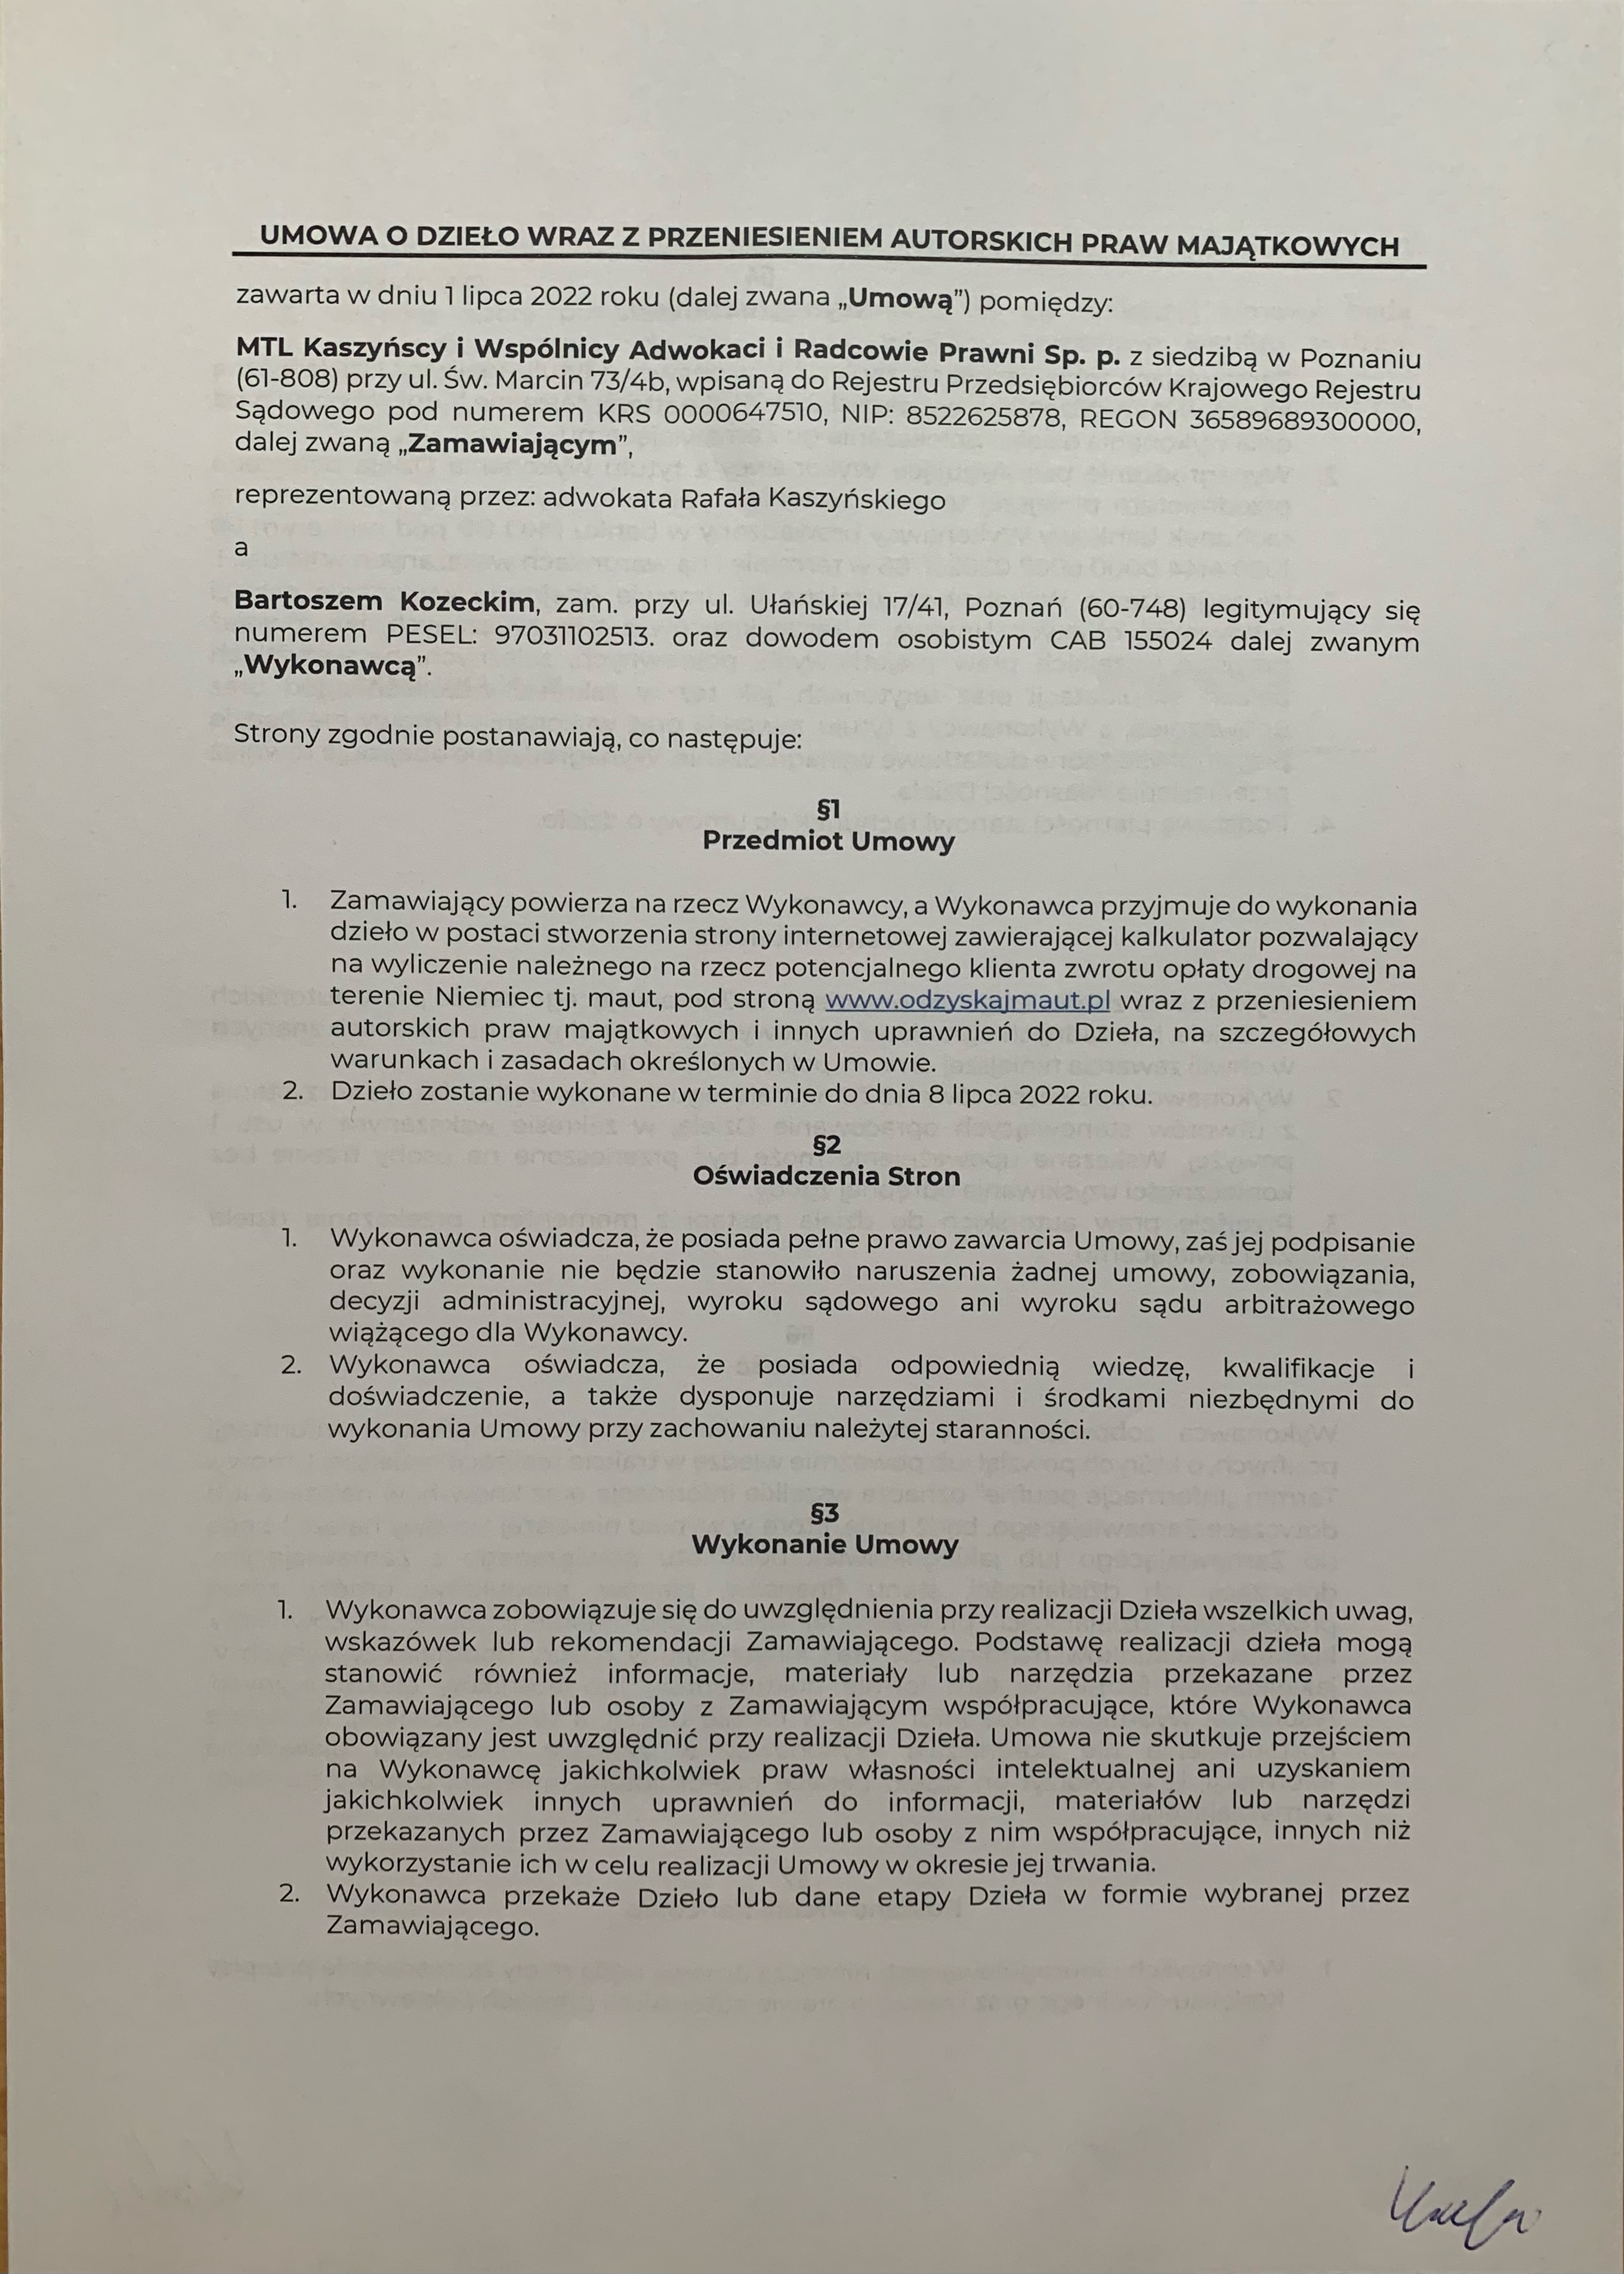 UMOWA O DZIEŁO WRAZ Z PRZENIESIENIEM AUTORSKICH PRAW MAJĄTKOWYCH
zawarta w dniu 1 lipca 2022 roku (dalej zwana „Umową”) pomiędzy:
MTL Kaszyńscy i Wspólnicy Adwokaci i Radcowie Prawni Sp. p. z siedzibą w Poznaniu
(61-808) przy ul. Św. Marcin 73/4b, wpisaną do Rejestru Przedsiębiorców Krajowego Rejestru
Sądowego pod numerem KRS 0000647510, NIP: 8522625878, REGON 36589689300000,
dalej zwaną „Zamawiającym”,
reprezentowaną przez: adwokata Rafała Kaszyńskiego
a
Bartoszem Kozeckim, zam. przy ul. Ułańskiej 17/41, Poznań (60-748) legitymujący się
numerem PESEL: 97031102513. oraz dowodem osobistym CAB 155024 dalej zwanym
„Wykonawcą”.
Strony zgodnie postanawiają, co następuje:
§1
Przedmiot Umowy
1. Zamawiający powierza na rzecz Wykonawcy, a Wykonawca przyjmuje do wykonania
dzieło w postaci stworzenia strony internetowej zawierającej kalkulator pozwalający
na wyliczenie należnego na rzecz potencjalnego klienta zwrotu opłaty drogowej na
terenie Niemiec tj. maut, pod stroną www.odzyskajmaut.pl wraz z przeniesieniem
autorskich praw majątkowych i innych uprawnień do Dzieła, na szczegółowych
warunkach i zasadach określonych w Umowie.
2. Dzieło zostanie wykonane w terminie do dnia 8 lipca 2022 roku.
§2
Oświadczenia Stron
1. Wykonawca oświadcza, że posiada pełne prawo zawarcia Umowy, zaś jej podpisanie
oraz wykonanie nie będzie stanowiło naruszenia żadnej umowy, zobowiązania,
decyzji administracyjnej, wyroku sądowego ani wyroku sądu arbitrażowego
wiążącego dla Wykonawcy.
2. Wykonawca oświadcza, że posiada odpowiednią wiedzę, kwalifikacje i
doświadczenie, a także dysponuje narzędziami i środkami niezbędnymi do
wykonania Umowy przy zachowaniu należytej staranności.
§3
Wykonanie Umowy
1. Wykonawca zobowiązuje się do uwzględnienia przy realizacji Dzieła wszelkich uwag,
wskazówek lub rekomendacji Zamawiającego. Podstawę realizacji dzieła mogą
stanowić również informacje, materiały lub narzędzia przekazane przez
Zamawiającego lub osoby z Zamawiającym współpracujące, które Wykonawca
obowiązany jest uwzględnić przy realizacji Dzieła. Umowa nie skutkuje przejściem
na Wykonawcę jakichkolwiek praw własności intelektualnej ani uzyskaniem
jakichkolwiek innych uprawnień do informacji, materiałów lub narzędzi
przekazanych przez Zamawiającego lub osoby z nim współpracujące, innych niż
wykorzystanie ich w celu realizacji Umowy w okresie jej trwania.
2. Wykonawca przekaże Dzieło lub dane etapy Dzieła w formie wybranej przez
Zamawiającego.